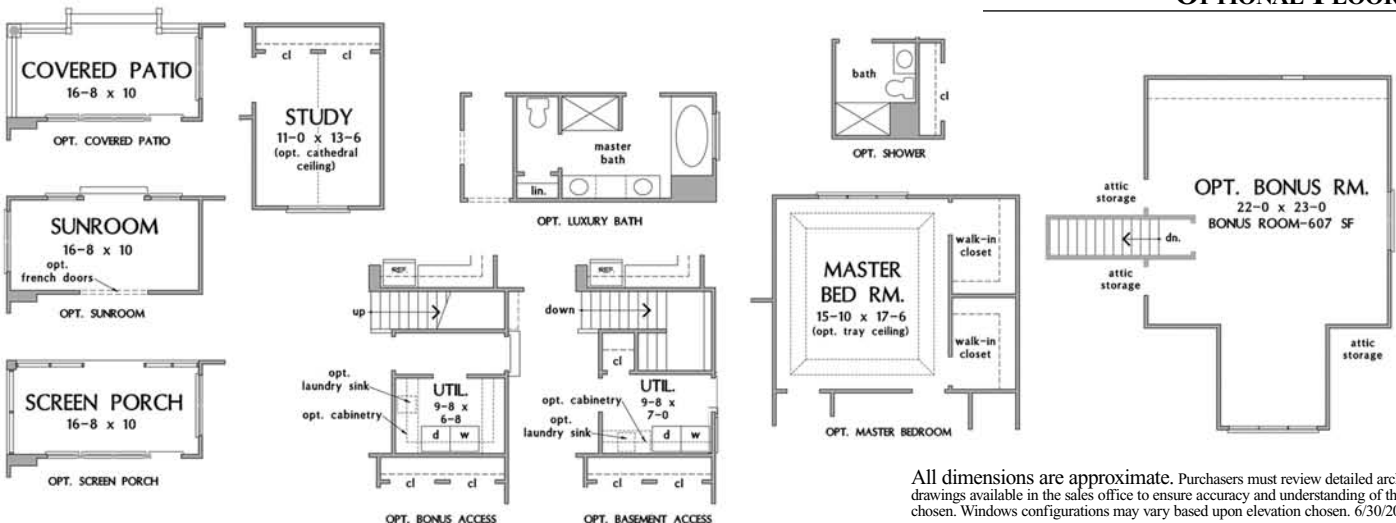 OPTIONAL FLOOR
COVERED PATIO
16-8 x 10
OPT. COVERED PATIO
SUNROOM
16-8 x 10
opt.
french doors
OPT. SUNROOM
SCREEN PORCH
16-8 x 10
OPT. SCREEN PORCH
cl cl
STUDY
11-0 x 13-6
(opt. cathedral
ceiling)
master
bath
lin.
OPT. LUXURY BATH
REF.
up
opt.
laundry sink
opt. cabinetry
UTIL.
9-8 x
6-8
d w
cl cl
OPT. BONUS ACCESS
REF.
down
cl
UTIL.
9-8 x
7-0
opt. cabinetry
opt.
laundry sink
d w
cl cl
OPT. BASEMENT ACCESS
bath
cl
OPT. SHOWER
MASTER
BED RM.
15-10 x 17-6
(opt. tray ceiling)
walk-in
closet
walk-in
closet
OPT. MASTER BEDROOM
attic
storage
OPT. BONUS RM.
22-0 x 23-0
BONUS ROOM-607 SF
dn.
attic
storage
attic
storage
All dimensions are approximate. Purchasers must review detailed arc
drawings available in the sales office to ensure accuracy and understanding of th
chosen. Windows configurations may vary based upon elevation chosen. 6/30/20